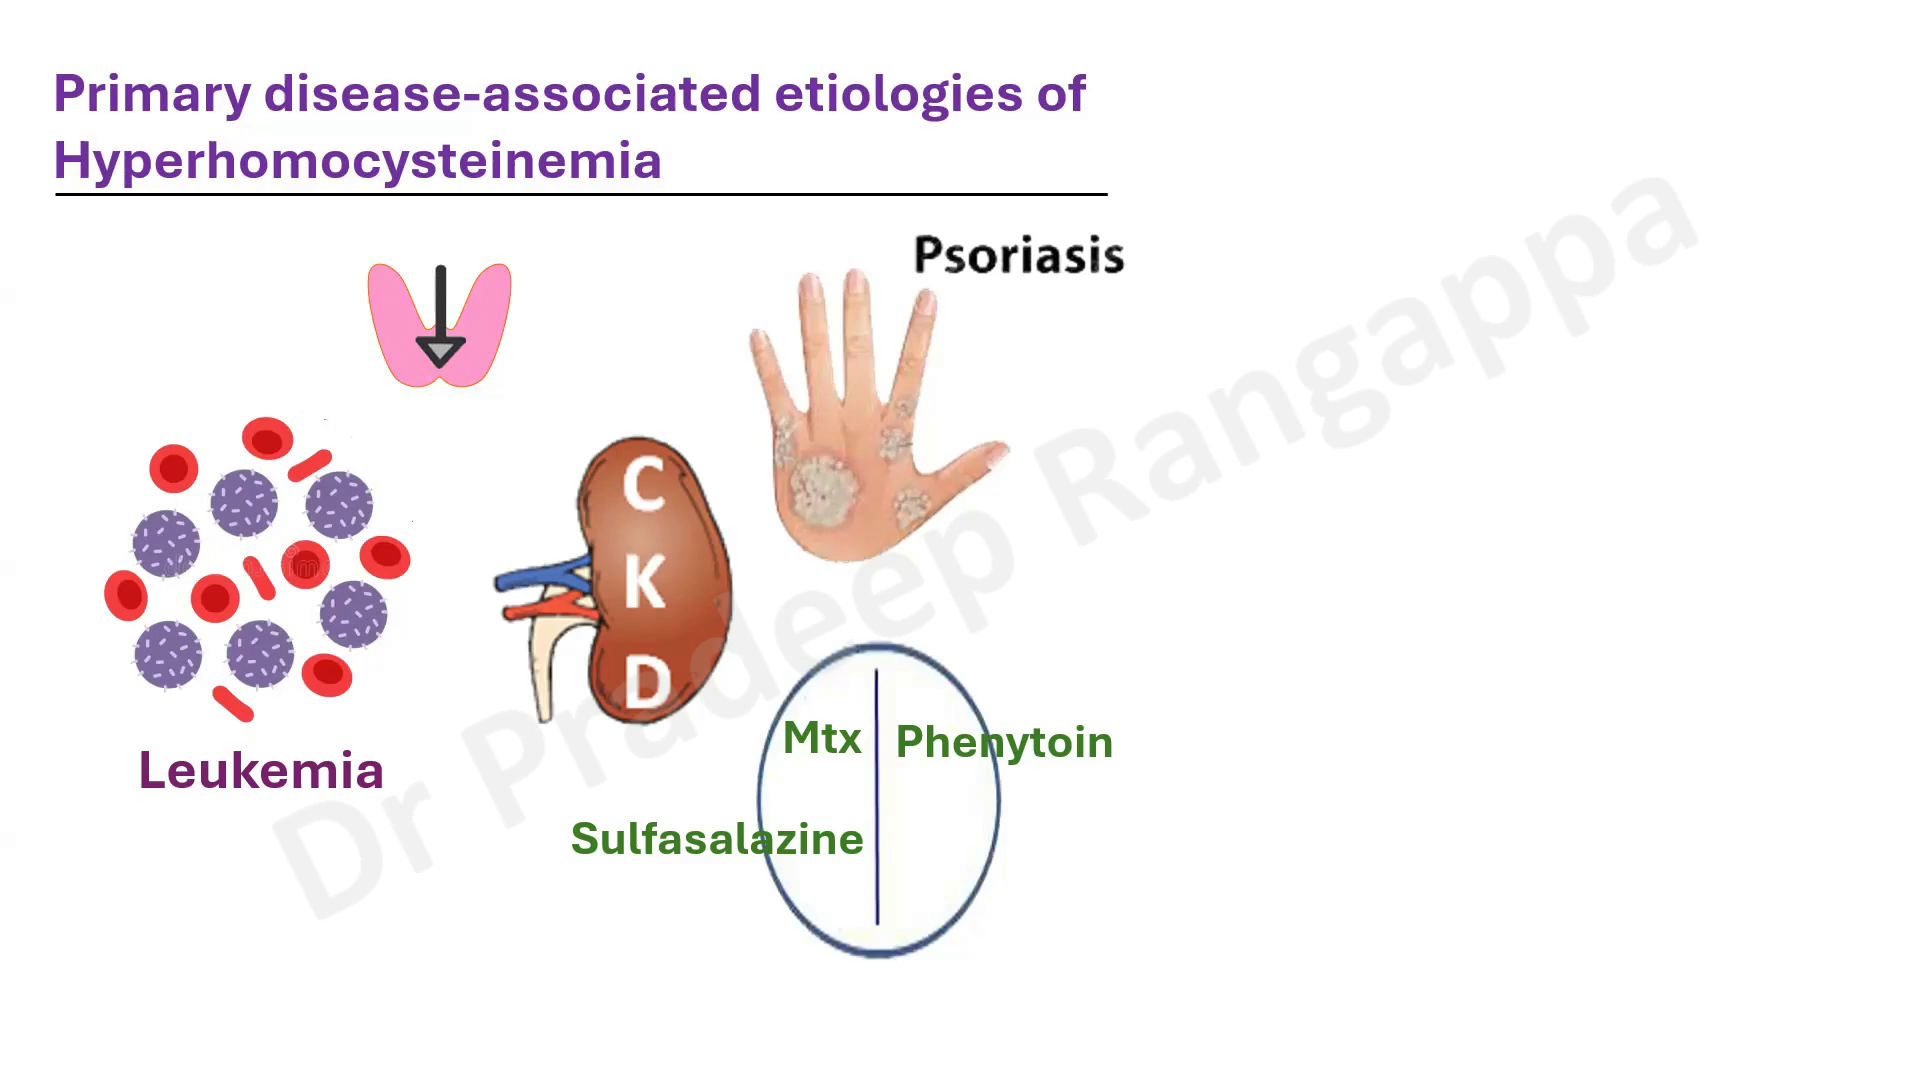 Primary disease-associated etiologies of
Hyperhomocysteinemia
Psoriasis
C
K
D
Leukemia
Mtx
Phenytoin
Sulfasalazine
Dr Pradeep Rangappa